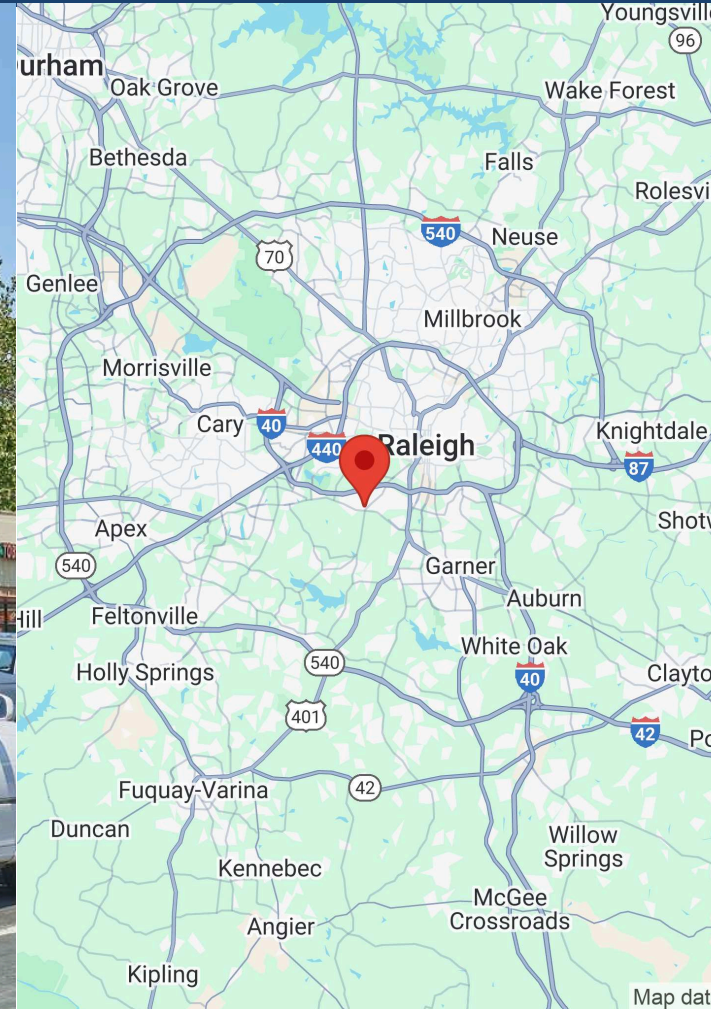 Youngsvill
96
urham
Oak Grove
Wake Forest
Bethesda
Falls
Rolesvi
540
Neuse
70
Genlee
Millbrook
Morrisville
Cary
40
440
Raleigh
Knightdale
87
Apex
Shotw
540
Garner
Auburn
Hill
Feltonville
White Oak
540
Holly Springs
40
Clayto
401
42
Po
Fuquay-Varina
42
Duncan
Willow
Springs
Kennebec
McGee
Crossroads
Angier
Kipling
Map dat